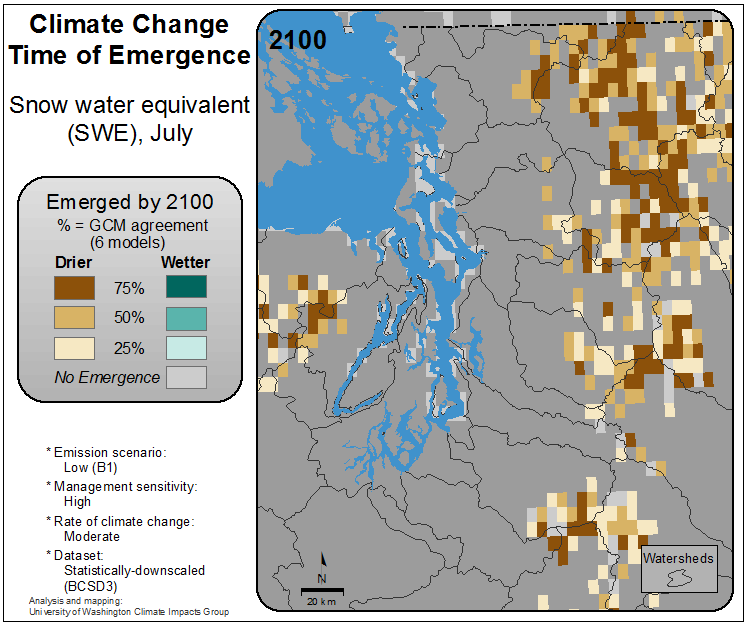 Climate Change
Time of Emergence
Snow water equivalent
(SWE), July
Emerged by 2100
% = GCM agreement
(6 models)
Drier Wetter
75%
50%
25%
No Emergence
* Emission scenario:
Low (B1)
* Management sensitivity:
High
* Rate of climate change:
Moderate
* Dataset:
Statistically-downscaled
(BCSD3)
Analysis and mapping:
University of Washington Climate Impacts Group
2100
N
20 km
Watersheds